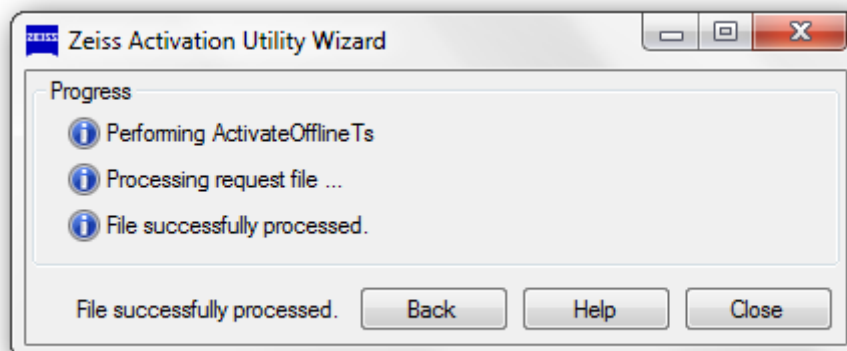 ZEISS Zeiss Activation Utility Wizard
Progress
Performing ActivateOfflineTs
Processing request file ...
File successfully processed.
File successfully processed. Back Help Close